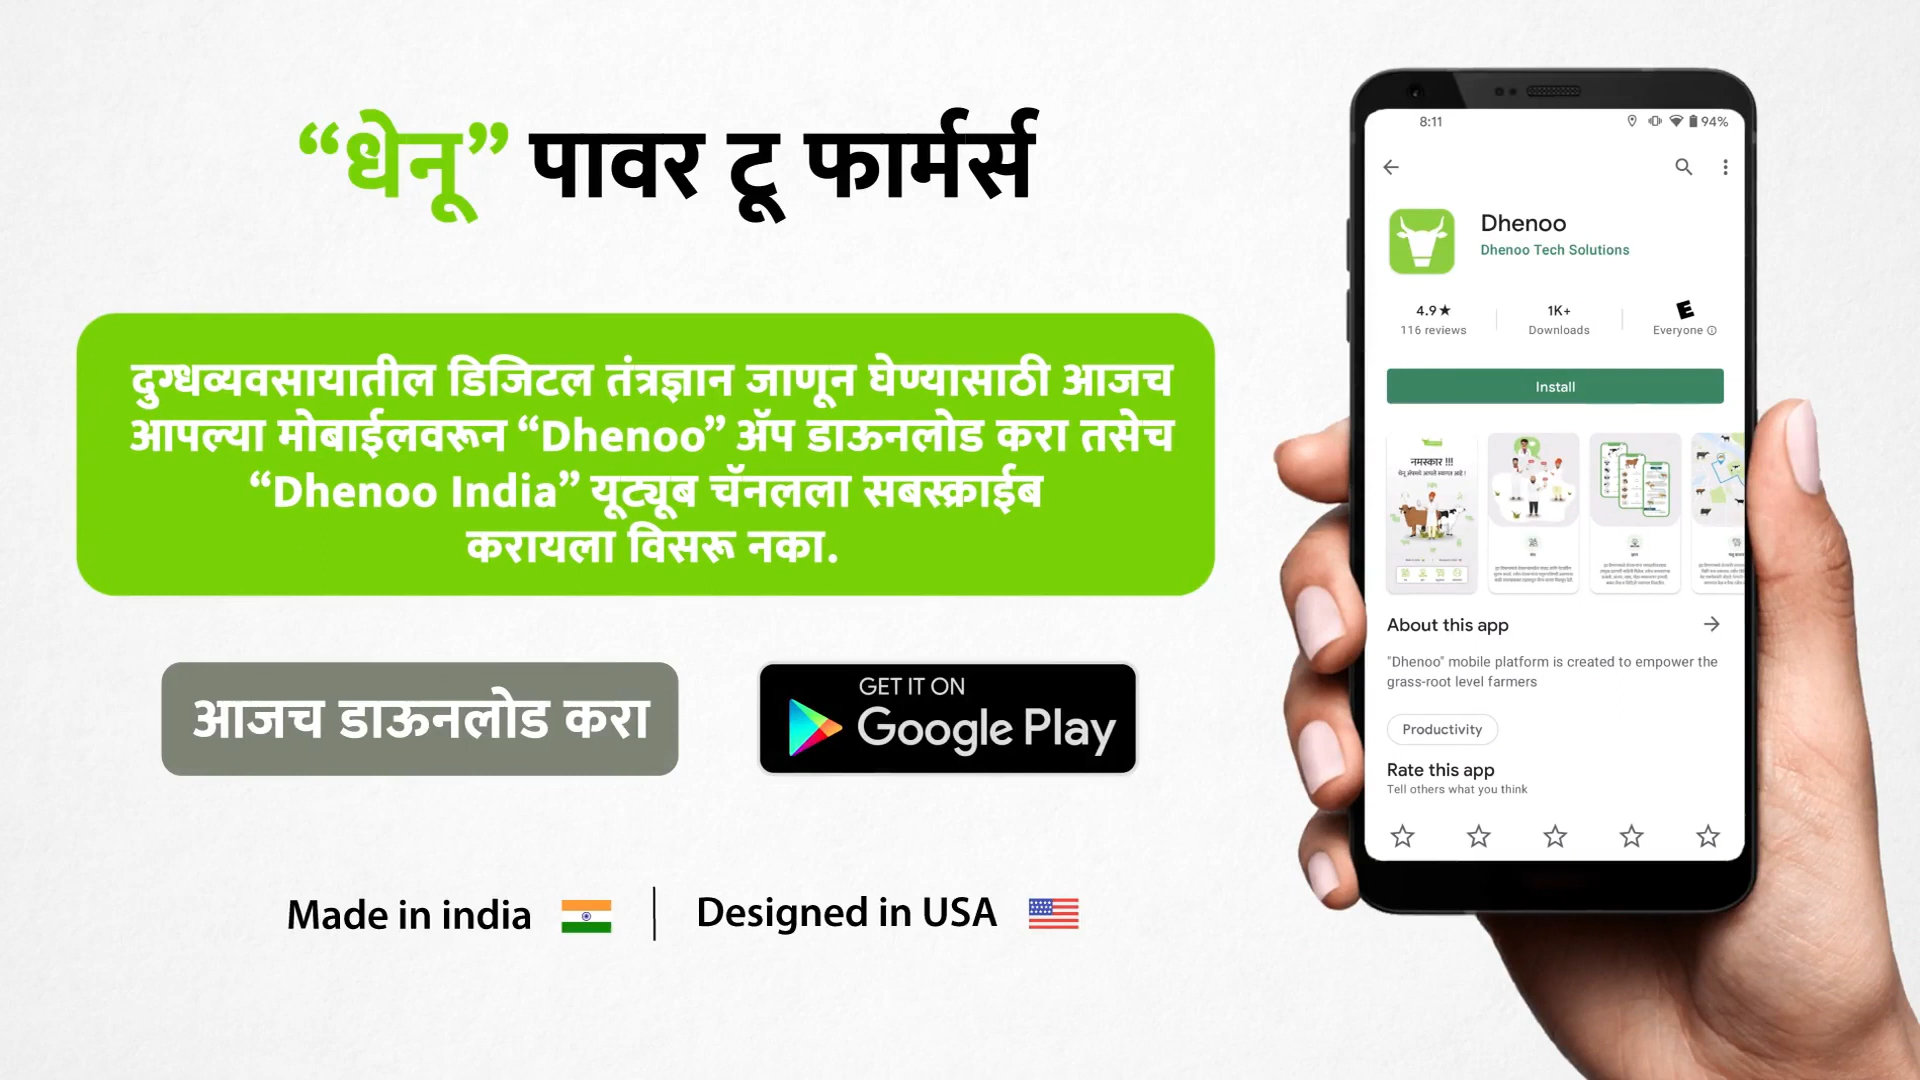 “धेनू” पावर टू फार्मर्स
दुग्धव्यवसायातील डिजिटल तंत्रज्ञान जाणून घेण्यासाठी आजच
आपल्या मोबाईलवरून “Dhenoo” ॲप डाऊनलोड करा तसेच
“Dhenoo India” यूट्यूब चॅनलला सबस्क्राईब
करायला विसरू नका.
आजच डाऊनलोड करा
GET IT ON
Google Play
Made in india
Designed in USA
8:11
94%
Dhenoo
Dhenoo Tech Solutions
4.9★
116 reviews
1K+
Downloads
E
Everyone
Install
नमस्कार !!!
About this app
"Dhenoo" mobile platform is created to empower the
grass-root level farmers
Productivity
Rate this app
Tell others what you think